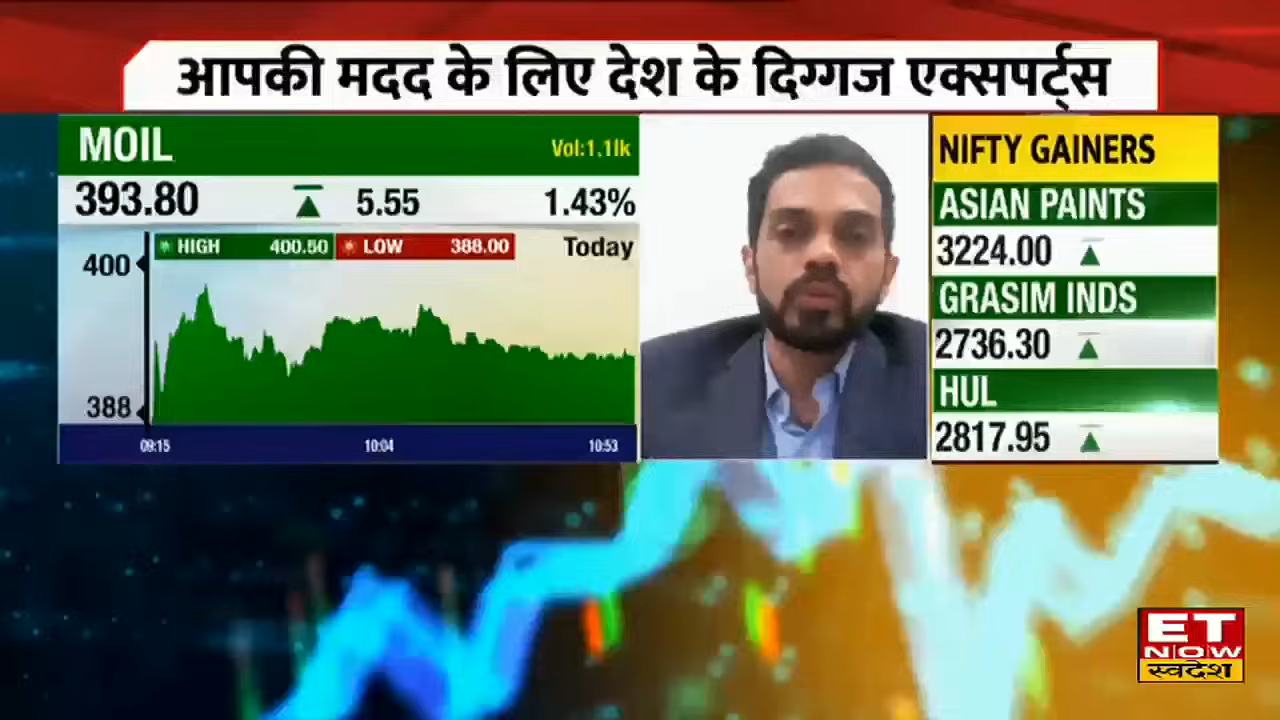 आपकी मदद के लिए देश के दिग्गज एक्सपर्ट्स
MOIL
Vol:1.1lk
393.80 5.55 1.43%
HIGH 400.50 LOW 388.00 Today
400
388
09:15 10:04 10:53
NIFTY GAINERS
ASIAN PAINTS
3224.00
GRASIM INDS
2736.30
HUL
2817.95
ET
NOW
स्वदेश